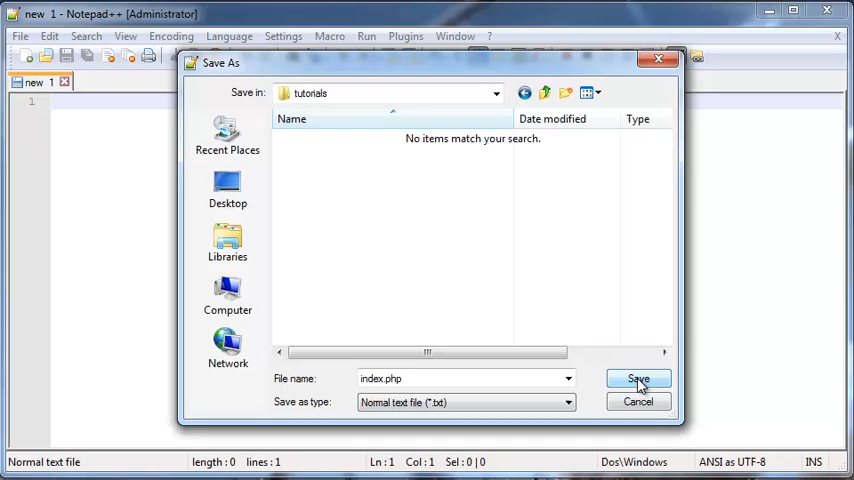 new 1 - Notepad++ [Administrator]
File Edit Search View Encoding Language Settings Macro Run Plugins Window ? X
new 1
1
Save As
Save in: tutorials
Name Date modified Type
No items match your search.
Recent Places
Desktop
Libraries
Computer
Network
File name: index.php Save
Save as type: Normal text file (*.txt) Cancel
Normal text file length : 0 lines : 1 Ln : 1 Col : 1 Sel : 0 | 0 Dos\Windows ANSI as UTF-8 INS